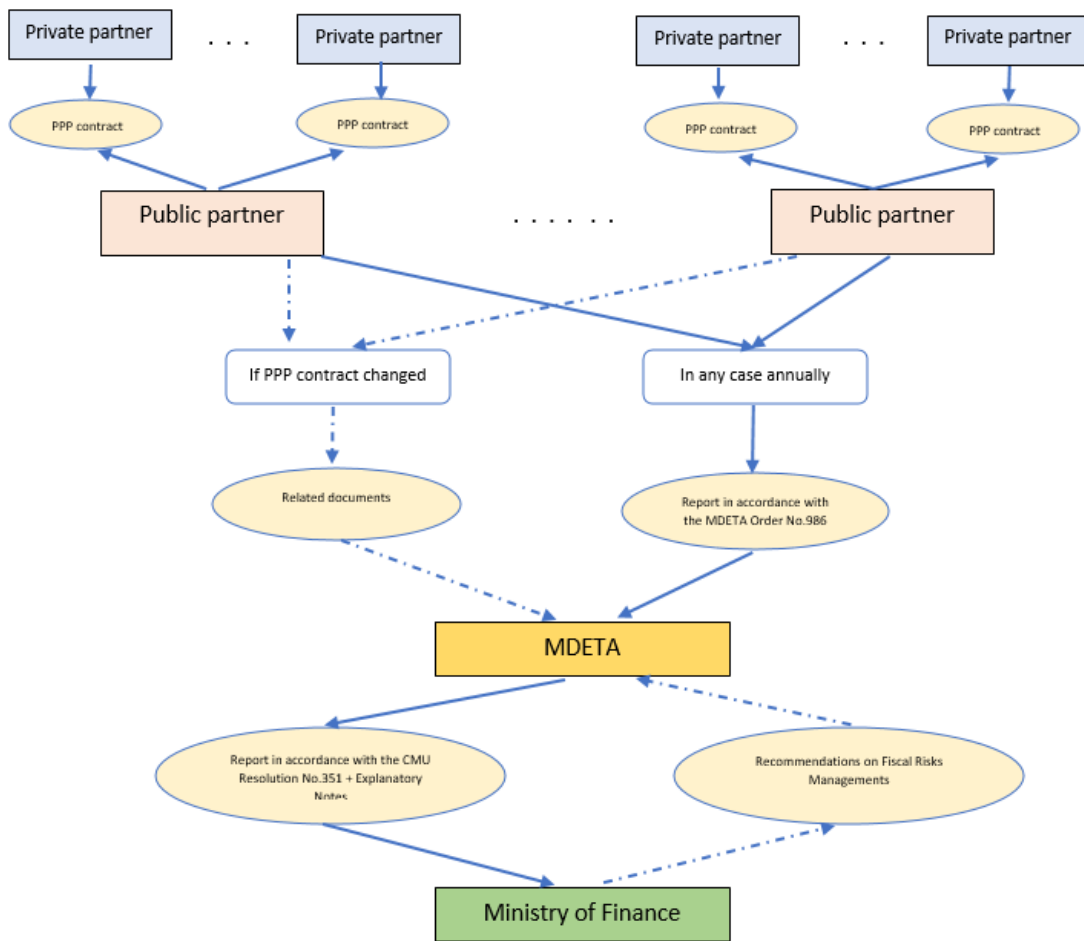 Private partner
. . .
Private partner
Private partner
. . .
Private partner
PPP contract
PPP contract
PPP contract
PPP contract
Public partner
. . . . . .
Public partner
If PPP contract changed
In any case annually
Related documents
Report in accordance with
the MDETA Order No.986
MDETA
Report in accordance with the CMU
Resolution No.351 + Explanatory
Notes
Recommendations on Fiscal Risks
Managements
Ministry of Finance